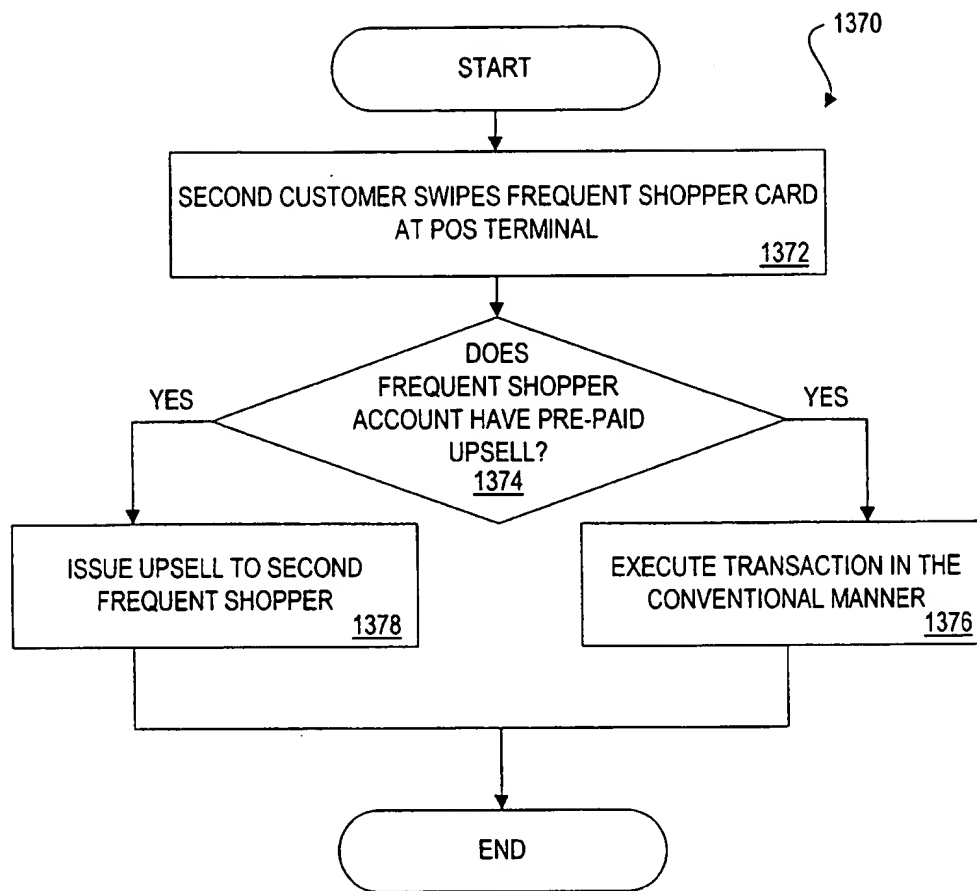 1370
START
SECOND CUSTOMER SWIPES FREQUENT SHOPPER CARD
AT POS TERMINAL
1372
DOES
FREQUENT SHOPPER
ACCOUNT HAVE PRE-PAID
UPSELL?
1374
YES
YES
ISSUE UPSELL TO SECOND
FREQUENT SHOPPER
1378
EXECUTE TRANSACTION IN THE
CONVENTIONAL MANNER
1376
END